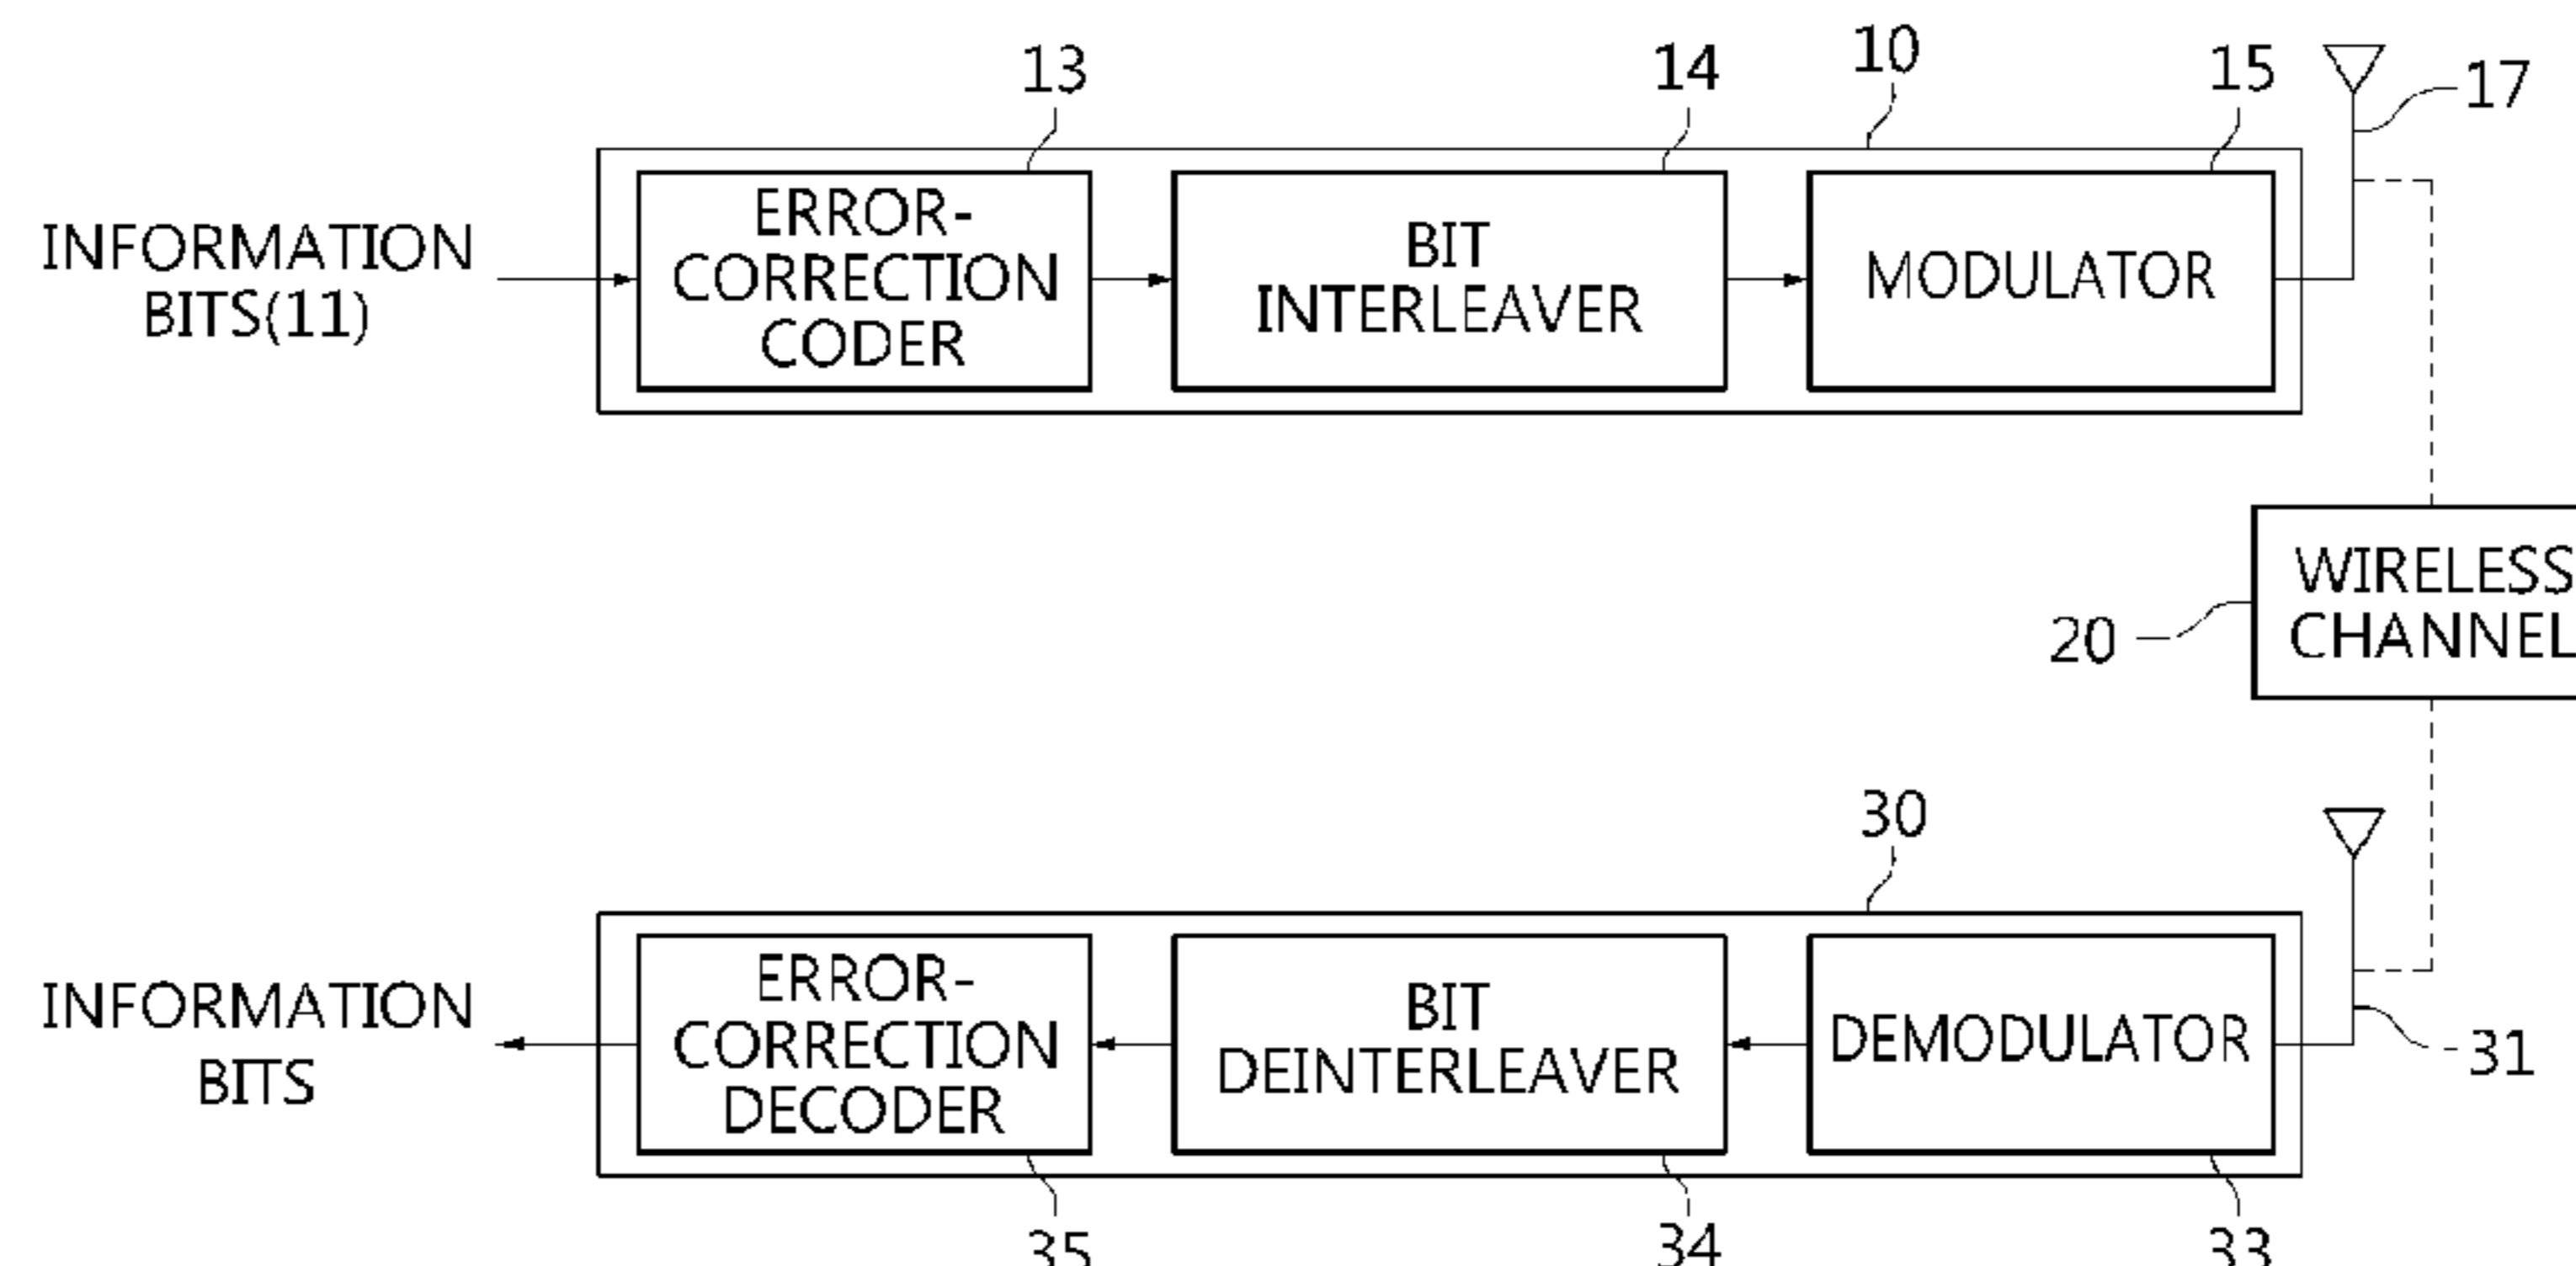 13
14
10
15
17
INFORMATION
BITS(11)
ERROR-
CORRECTION
CODER
BIT
INTERLEAVER
MODULATOR
WIRELESS
CHANNEL
20
30
INFORMATION
BITS
ERROR-
CORRECTION
DECODER
BIT
DEINTERLEAVER
DEMODULATOR
31
35
34
33